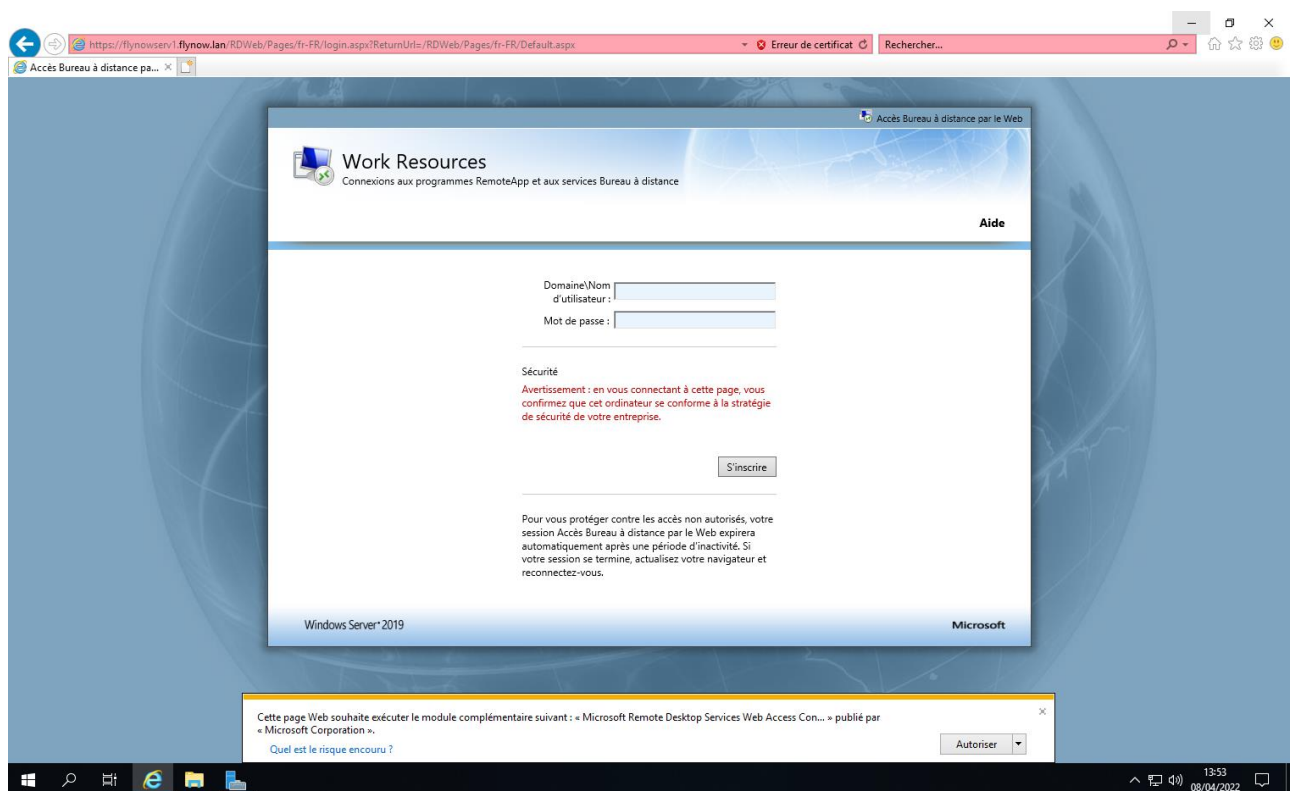 https://flynowserv1.flynow.lan/RDWeb/Pages/fr-FR/login.aspx?ReturnUrl=/RDWeb/Pages/fr-FR/Default.aspx
Erreur de certificat
Rechercher...
Accès Bureau à distance pa...
Accès Bureau à distance par le Web
Work Resources
Connexions aux programmes RemoteApp et aux services Bureau à distance
Aide
Domaine\Nom
d'utilisateur :
Mot de passe :
Sécurité
Avertissement : en vous connectant à cette page, vous
confirmez que cet ordinateur se conforme à la stratégie
de sécurité de votre entreprise.
S'inscrire
Pour vous protéger contre les accès non autorisés, votre
session Accès Bureau à distance par le Web expirera
automatiquement après une période d'inactivité. Si
votre session se termine, actualisez votre navigateur et
reconnectez-vous.
Windows Server® 2019
Microsoft
Cette page Web souhaite exécuter le module complémentaire suivant : « Microsoft Remote Desktop Services Web Access Con... » publié par
« Microsoft Corporation ».
Quel est le risque encouru ?
Autoriser
13:53
08/04/2022